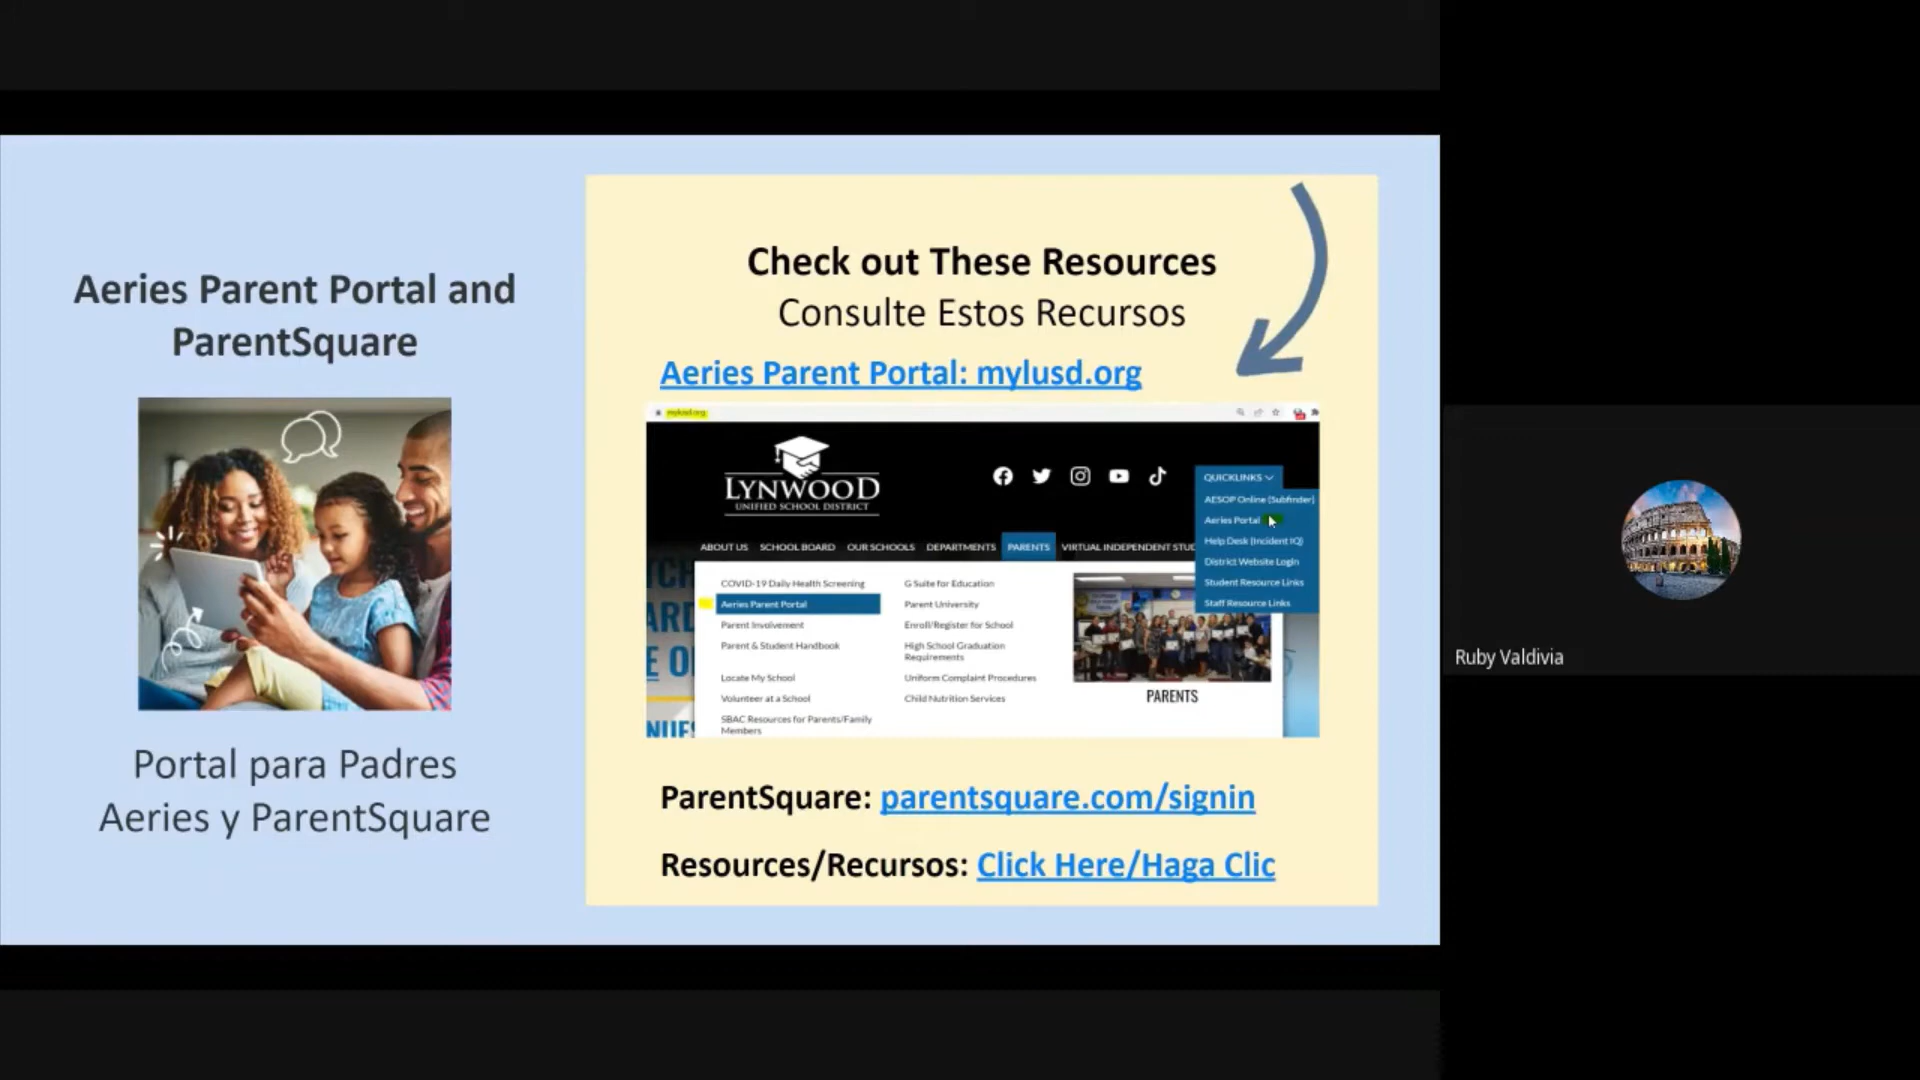 Aeries Parent Portal and
ParentSquare
Portal para Padres
Aeries y ParentSquare
Check out These Resources
Consulte Estos Recursos
Aeries Parent Portal: mylusd.org
mylusd.org
LYNWOOD
UNIFIED SCHOOL DISTRICT
QUICKLINKS
AESOP Online (Subfinder)
Aeries Portal
Help Desk (Incident IQ)
District Website Login
Student Resource Links
Staff Resource Links
ABOUT US SCHOOL BOARD OUR SCHOOLS DEPARTMENTS PARENTS VIRTUAL INDEPENDENT STUD
COVID-19 Daily Health Screening
Aeries Parent Portal
Parent Involvement
Parent & Student Handbook
Locate My School
Volunteer at a School
SBAC Resources for Parents/Family
Members
G Suite for Education
Parent University
Enroll/Register for School
High School Graduation
Requirements
Uniform Complaint Procedures
Child Nutrition Services
PARENTS
ParentSquare: parentsquare.com/signin
Resources/Recursos: Click Here/Haga Clic
Ruby Valdivia